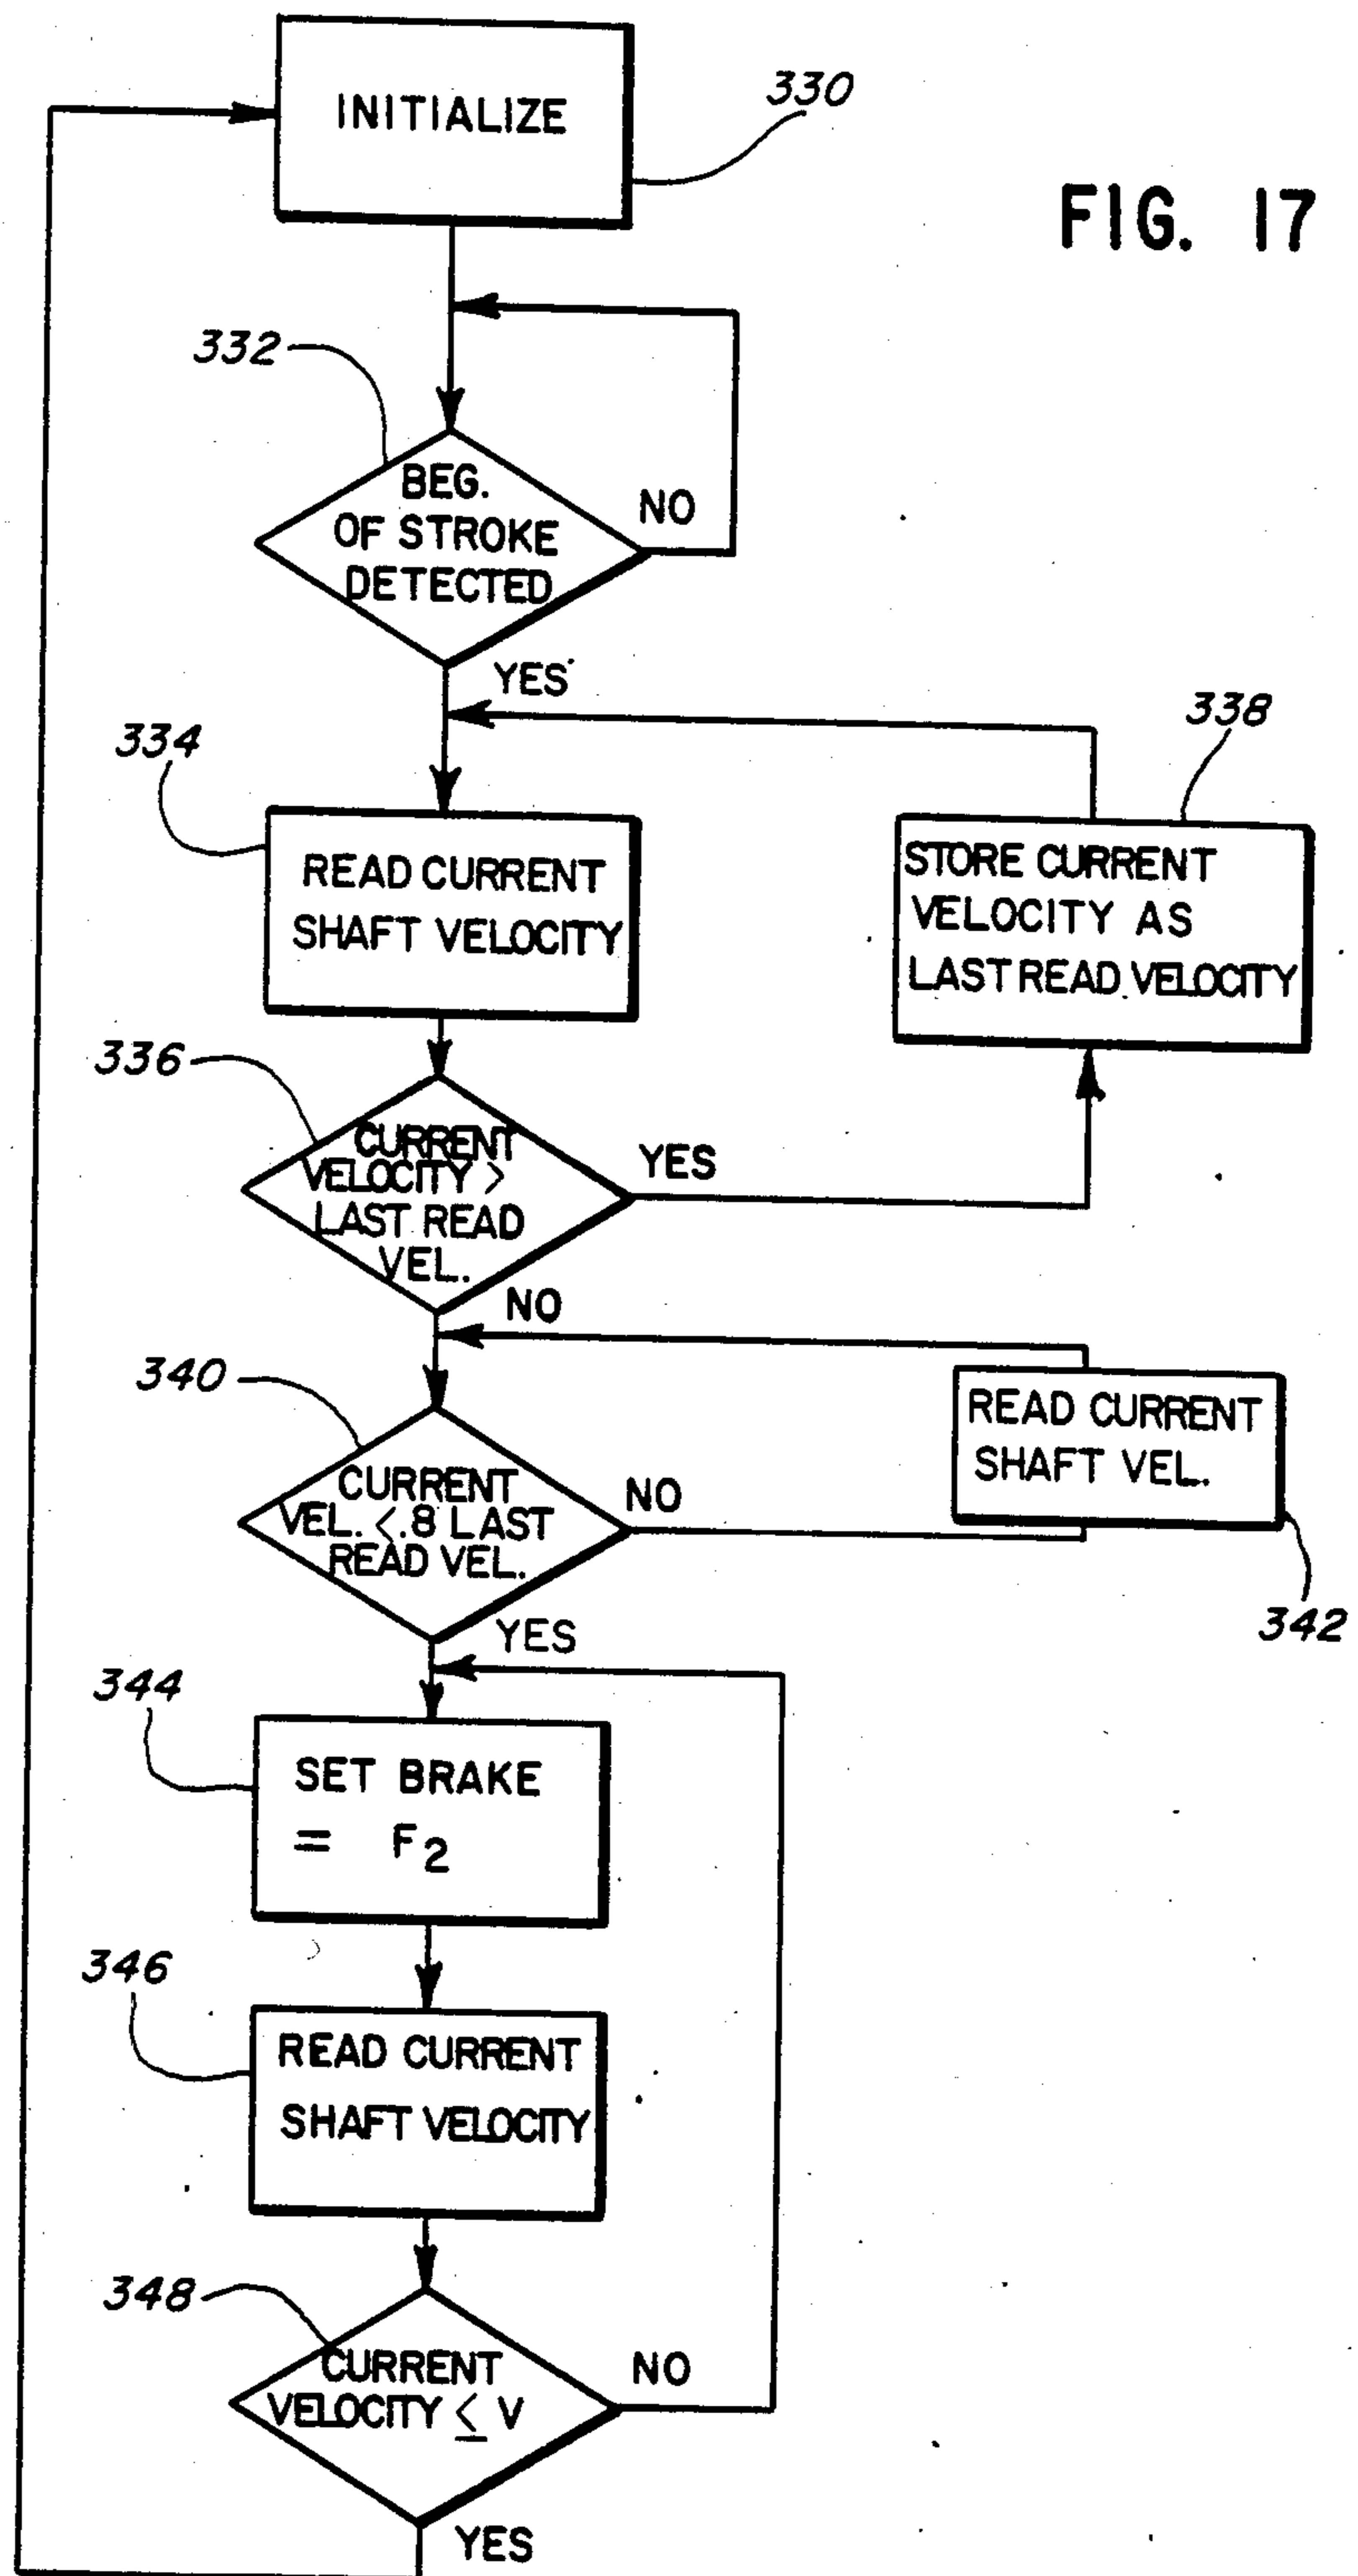 INITIALIZE
330
FIG. 17
332
BEG.
OF STROKE
DETECTED
NO
YES
334
READ CURRENT
SHAFT VELOCITY
338
STORE CURRENT
VELOCITY AS
LAST READ VELOCITY
336
CURRENT
VELOCITY >
LAST READ
VEL.
YES
NO
340
CURRENT
VEL. <.8 LAST
READ VEL.
NO
READ CURRENT
SHAFT VEL.
342
YES
344
SET BRAKE
= F2
346
READ CURRENT
SHAFT VELOCITY
348
CURRENT
VELOCITY ≤ V
NO
YES